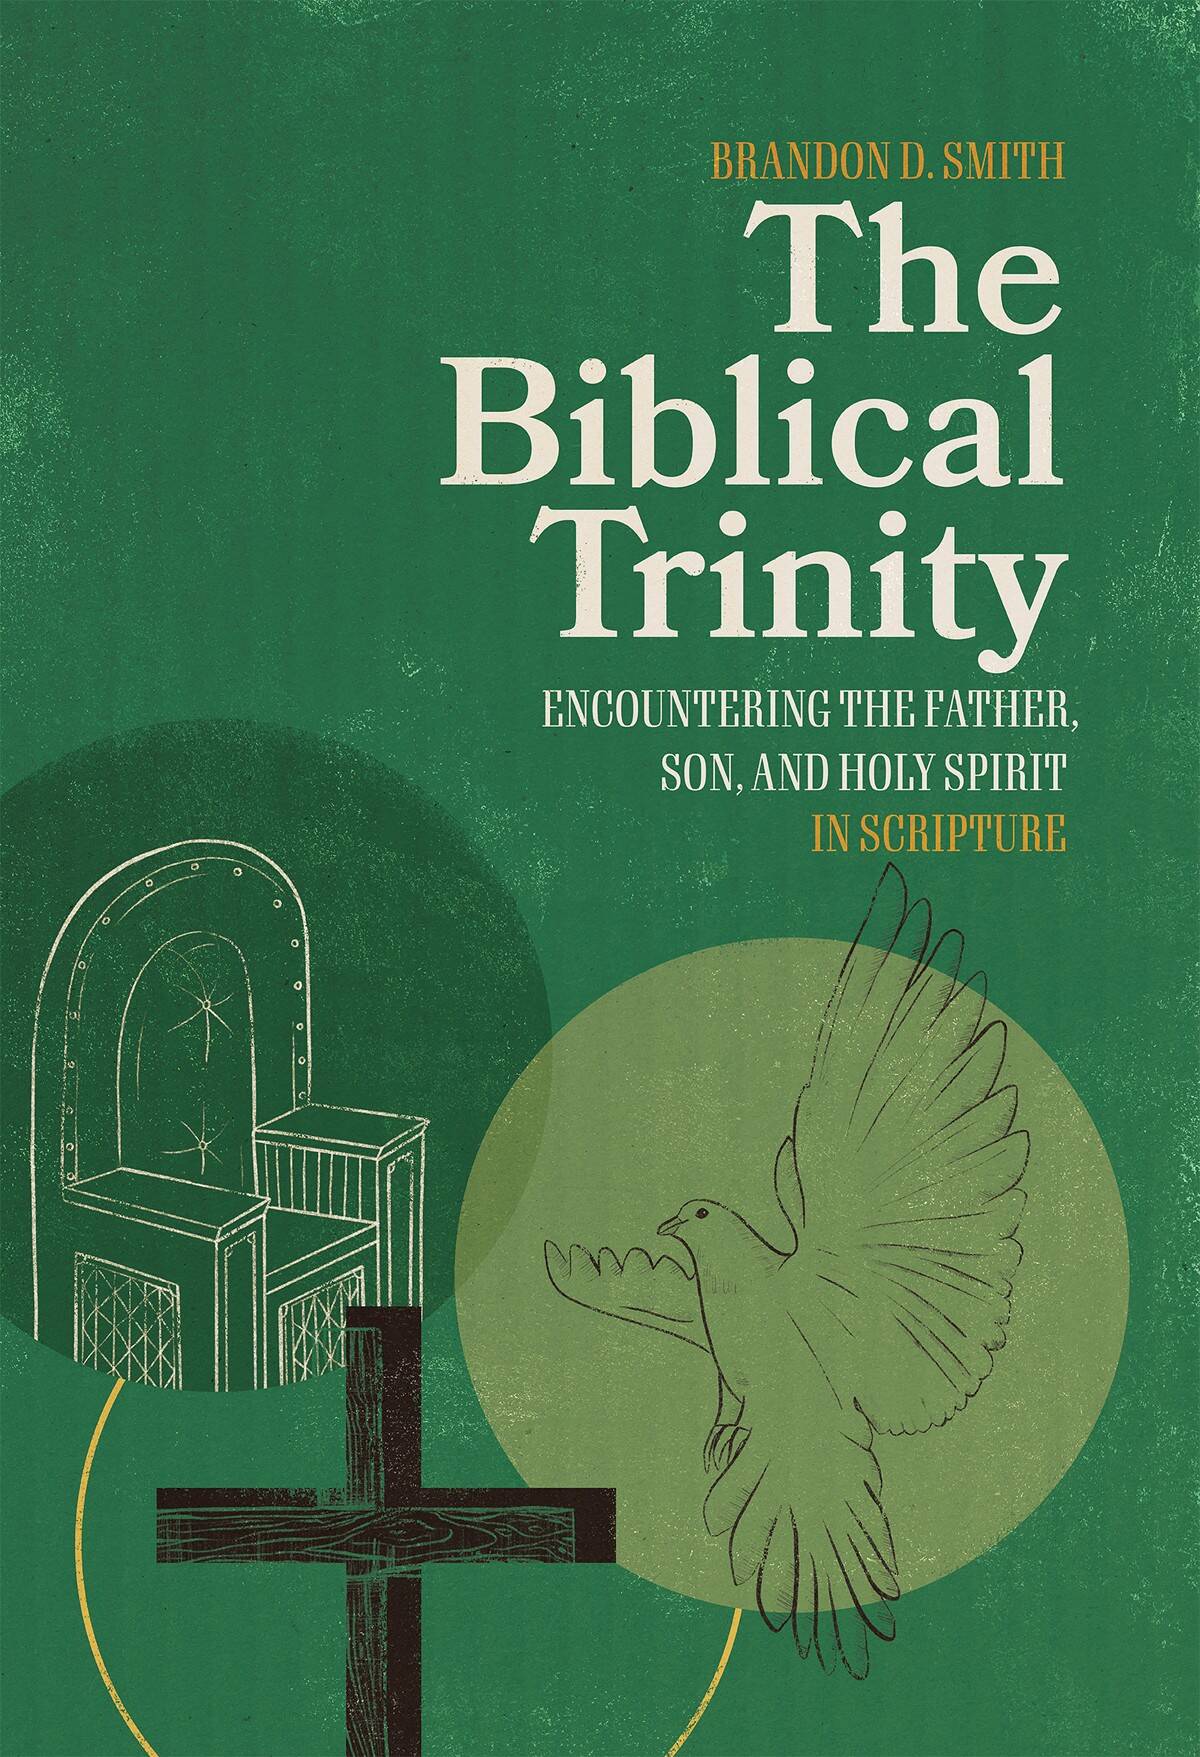 BRANDON D. SMITH
The
Biblical
Trinity
ENCOUNTERING THE FATHER,
SON, AND HOLY SPIRIT
IN SCRIPTURE